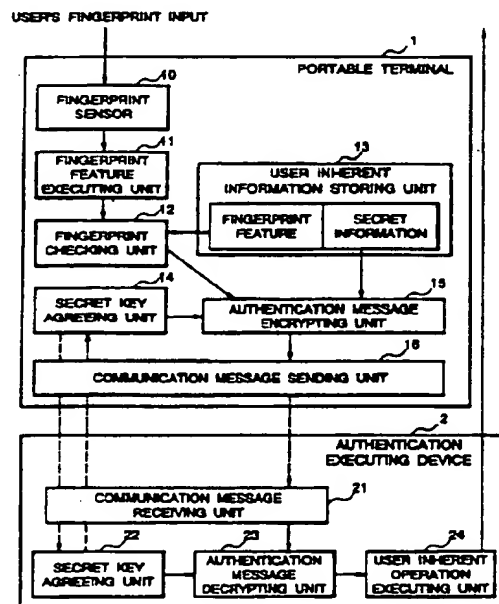 USER'S FINGERPRINT INPUT
1
PORTABLE TERMINAL
10
FINGERPRINT
SENSOR
11
FINGERPRINT
FEATURE
EXECUTING UNIT
13
USER INHERENT
INFORMATION STORING UNIT
FINGERPRINT
FEATURE
SECRET
INFORMATION
12
FINGERPRINT
CHECKING UNIT
14
SECRET KEY
AGREEING UNIT
15
AUTHENTICATION MESSAGE
ENCRYPTING UNIT
16
COMMUNICATION MESSAGE SENDING UNIT
2
AUTHENTICATION
EXECUTING DEVICE
COMMUNICATION MESSAGE
RECEIVING UNIT
21
22
SECRET KEY
AGREEING UNIT
23
AUTHENTICATION
MESSAGE
DECRYPTING UNIT
24
USER INHERENT
OPERATION
EXECUTING UNIT